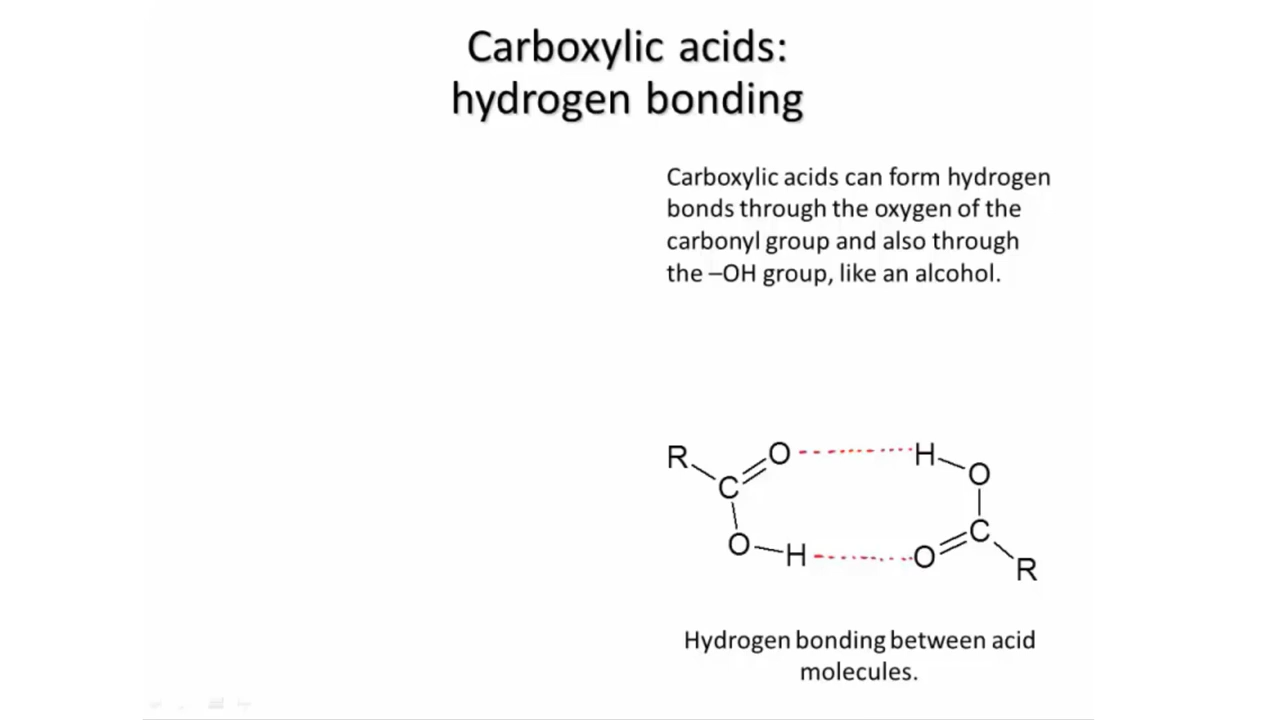 Carboxylic acids:
hydrogen bonding
Carboxylic acids can form hydrogen
bonds through the oxygen of the
carbonyl group and also through
the –OH group, like an alcohol.
R O H O
C C
O H O R
Hydrogen bonding between acid
molecules.